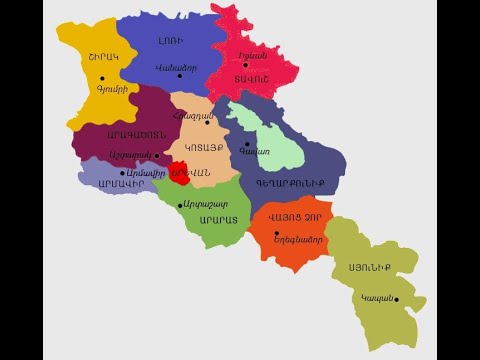 ՇԻՐԱԿ
Գյումրի
ԼՈՌԻ
Վանաձոր
Իջևան
ՏԱՎՈՒՇ
Հրազդան
ԿՈՏԱՅՔ
ԱՐԱԳԱԾՈՏՆ
Աշտարակ
Գավառ
ԳԵՂԱՐՔՈՒՆԻՔ
Արմավիր
ԱՐՄԱՎԻՐ
ԵՐԵՎԱՆ
Արտաշատ
ԱՐԱՐԱՏ
ՎԱՅՈՑ ՁՈՐ
Եղեգնաձոր
ՍՅՈՒՆԻՔ
Կապան